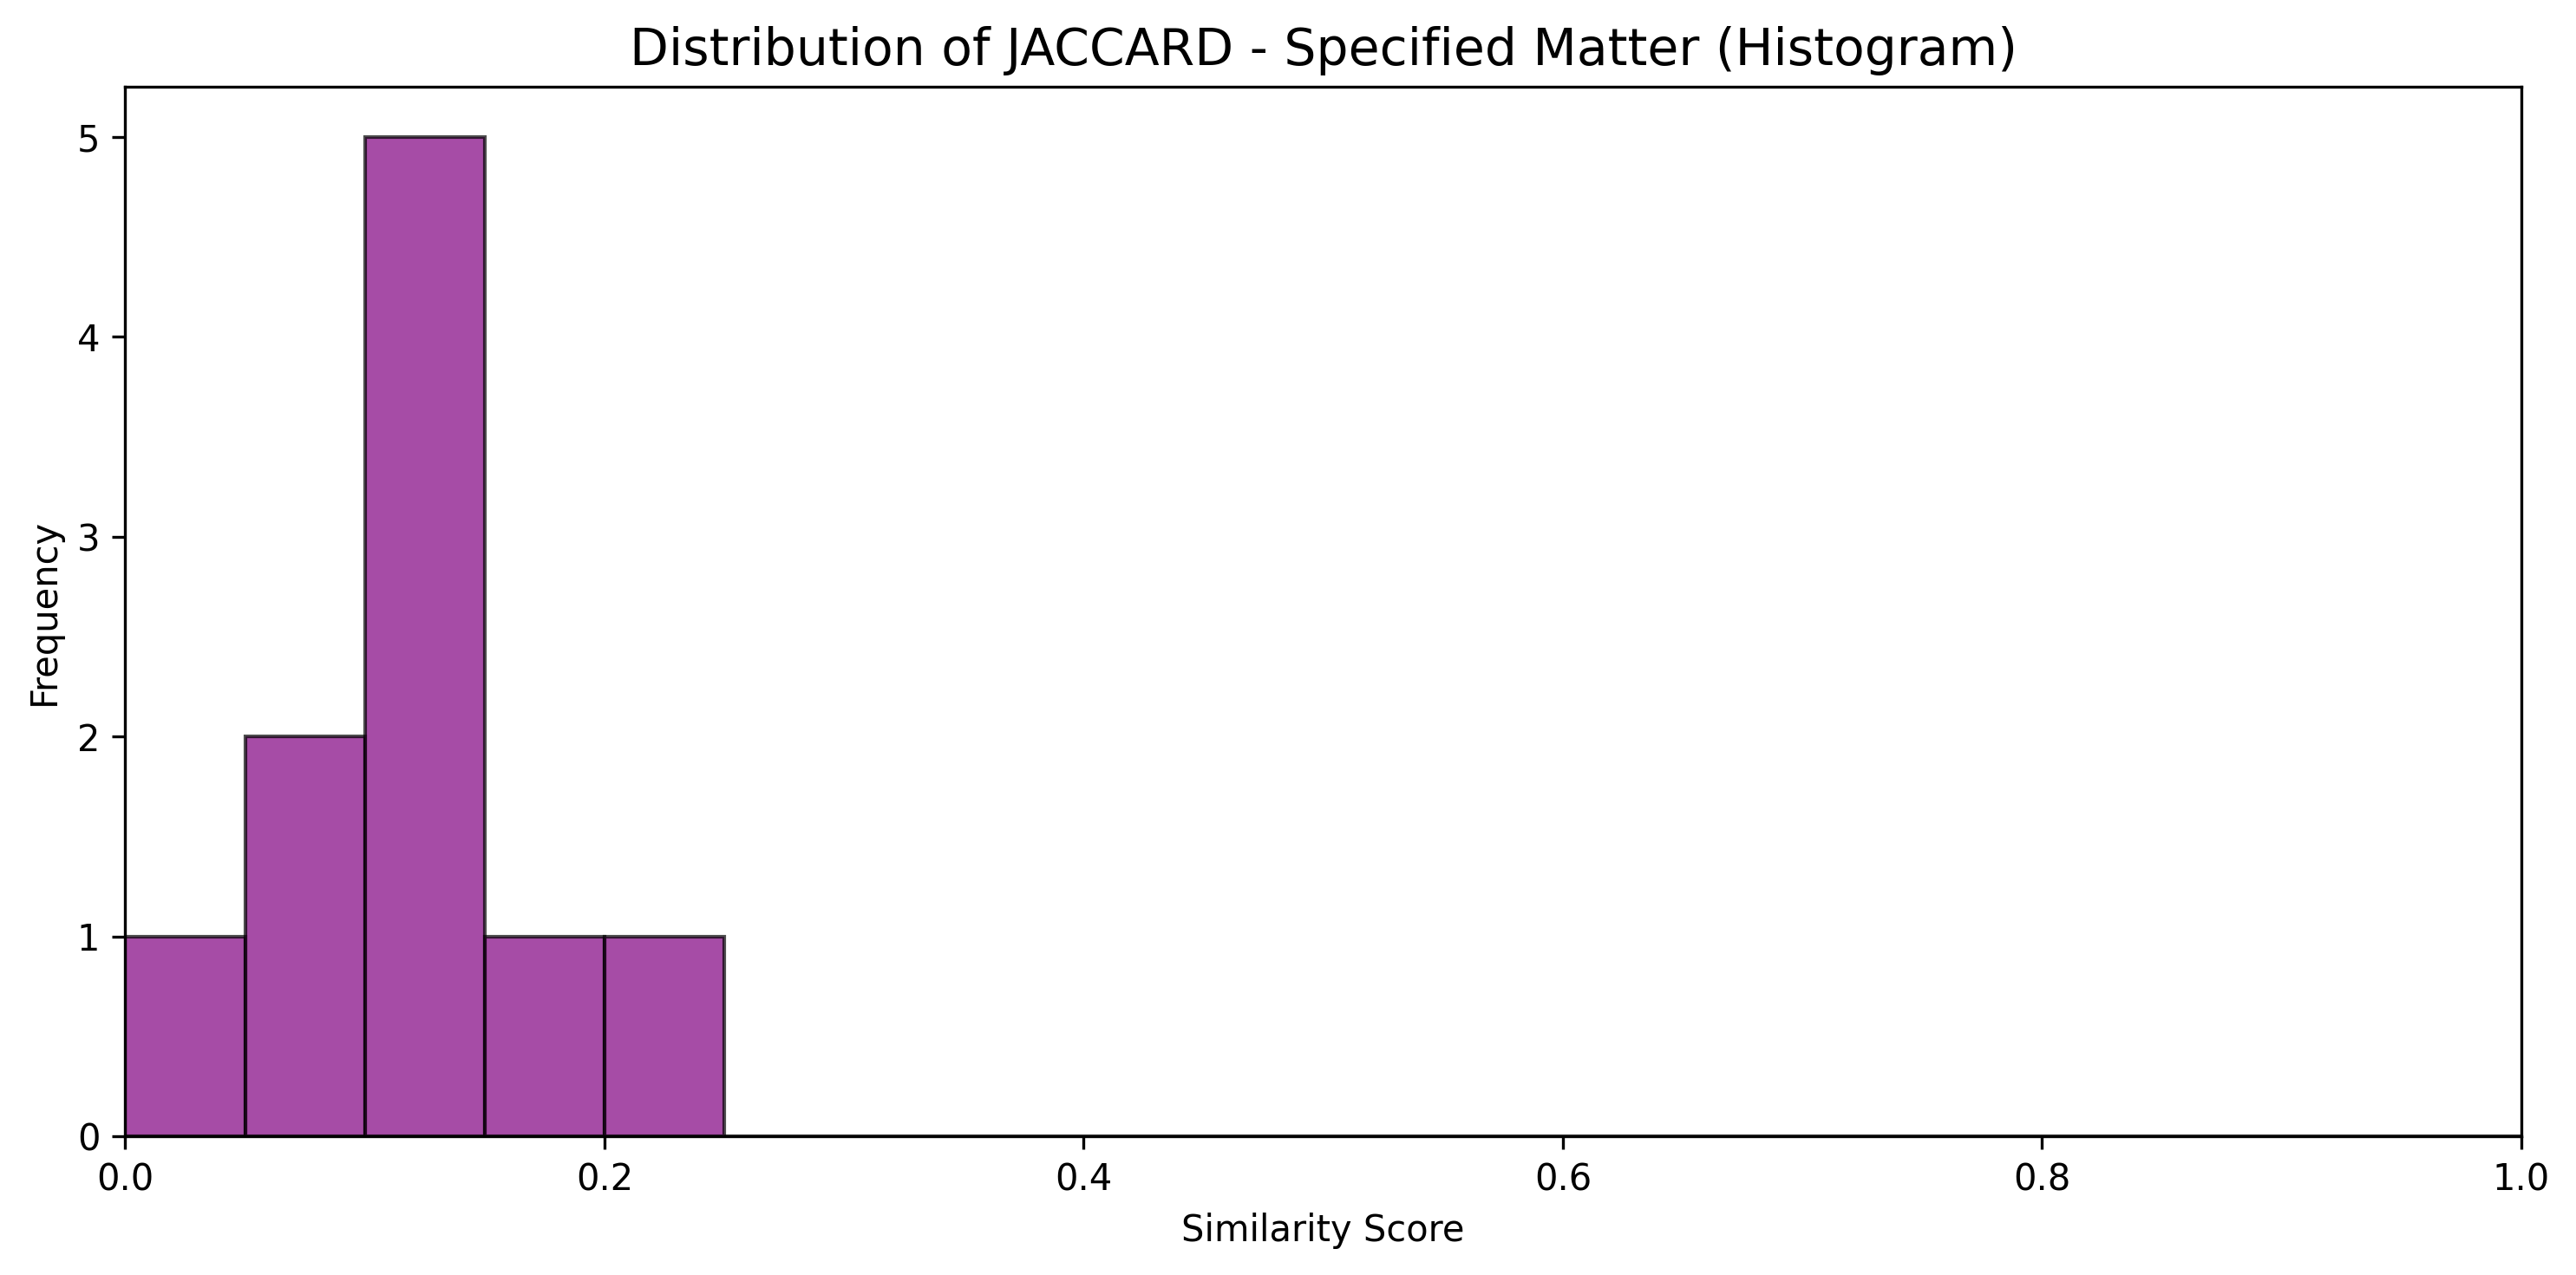 Distribution of JACCARD - Specified Matter (Histogram)
5
4
3
2
1
0
Frequency
0.0 0.2 0.4 0.6 0.8 1.0
Similarity Score